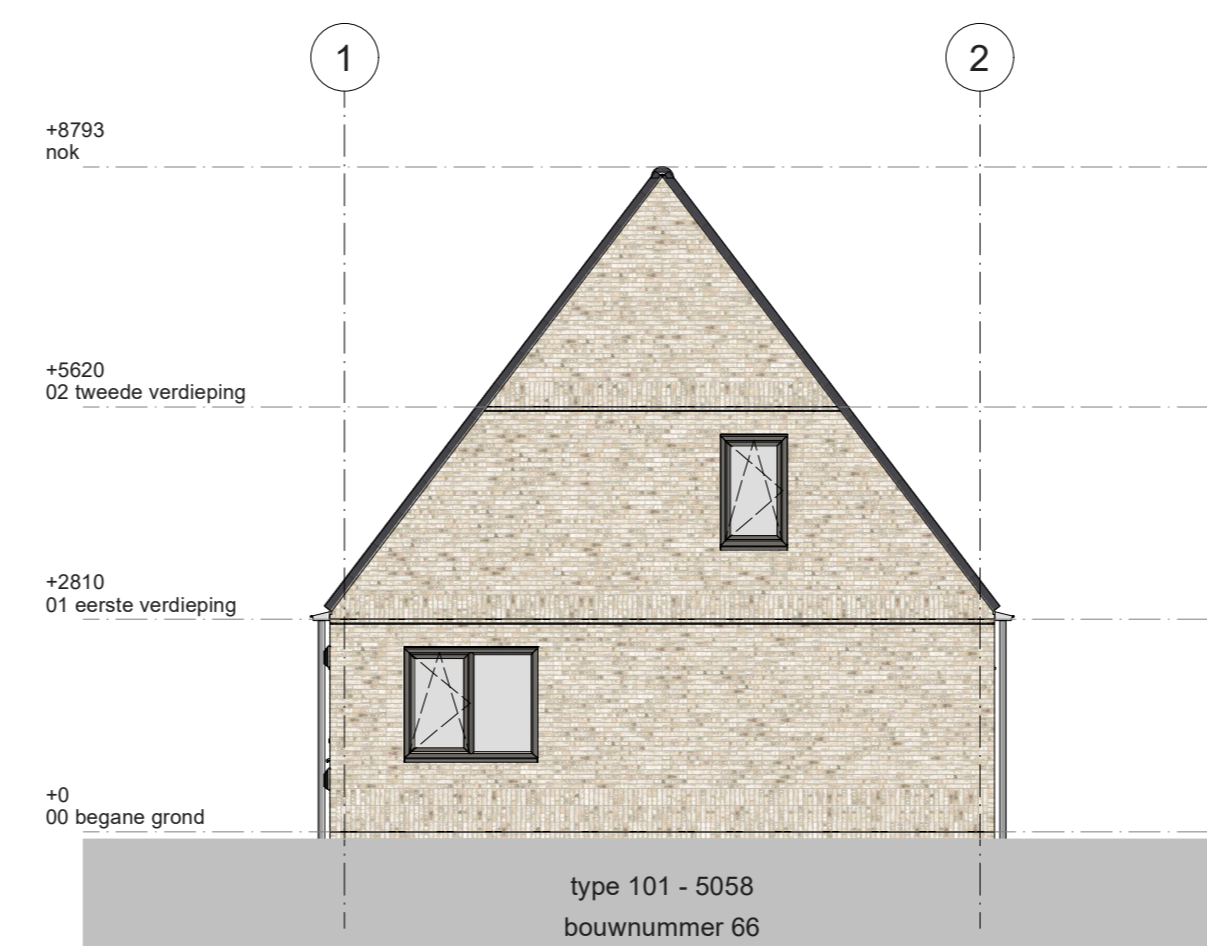 1
2
+8793
nok
+5620
02 tweede verdieping
+2810
01 eerste verdieping
+0
00 begane grond
type 101 - 5058
bouwnummer 66